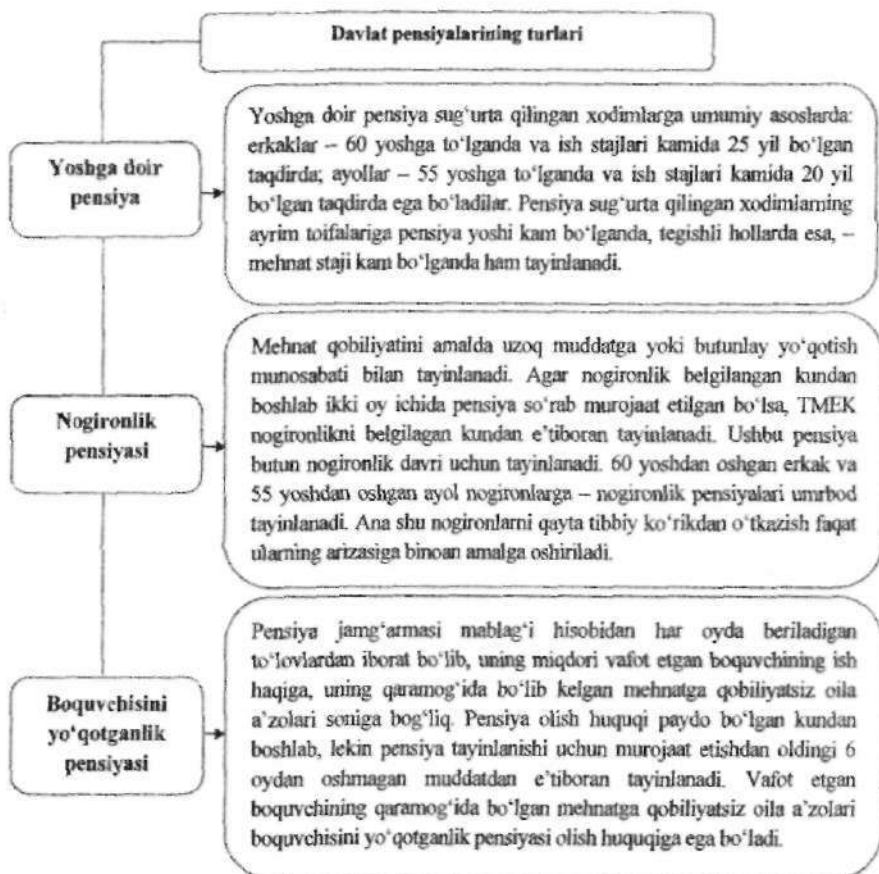 Davlat pensiyalarining turlari
Yoshga doir
pensiya
Yoshga doir pensiya sug‘urta qilingan xodimlarga umumiy asoslarda:
erkaklar – 60 yoshga to‘lganda va ish stajlari kamida 25 yil bo‘lgan
taqdirda; ayollar – 55 yoshga to‘lganda va ish stajlari kamida 20 yil
bo‘lgan taqdirda ega bo‘ladilar. Pensiya sug‘urta qilingan xodimlarning
ayrim toifalariga pensiya yoshi kam bo‘lganda, tegishli hollarda esa, –
mehnat staji kam bo‘lganda ham tayinlanadi.
Nogironlik
pensiyasi
Mehnat qobiliyatini amalda uzoq muddatga yoki butunlay yo‘qotish
munosabati bilan tayinlanadi. Agar nogironlik belgilangan kundan
boshlab ikki oy ichida pensiya so‘rab murojaat etilgan bo‘lsa, TMEK
nogironlikni belgilagan kundan e’tiboran tayinlanadi. Ushbu pensiya
butun nogironlik davri uchun tayinlanadi. 60 yoshdan oshgan erkak va
55 yoshdan oshgan ayol nogironlarga – nogironlik pensiyalari umrbod
tayinlanadi. Ana shu nogironlarni qayta tibbiy ko‘rikdan o‘tkazish faqat
ularning arizasiga binoan amalga oshiriladi.
Boquvchisini
yo‘qotganlik
pensiyasi
Pensiya jamg‘armasi mablag‘i hisobidan har oyda beriladigan
to‘lovlardan iborat bo‘lib, uning miqdori vafot etgan boquvchining ish
haqiga, uning qaramog‘ida bo‘lib kelgan mehnatga qobiliyatsiz oila
a’zolari soniga bog‘liq. Pensiya olish huquqi paydo bo‘lgan kundan
boshlab, lekin pensiya tayinlanishi uchun murojaat etishdan oldingi 6
oydan oshmagan muddatdan e’tiboran tayinlanadi. Vafot etgan
boquvchining qaramog‘ida bo‘lgan mehnatga qobiliyatsiz oila a’zolari
boquvchisini yo‘qotganlik pensiyasi olish huquqiga ega bo‘ladi.